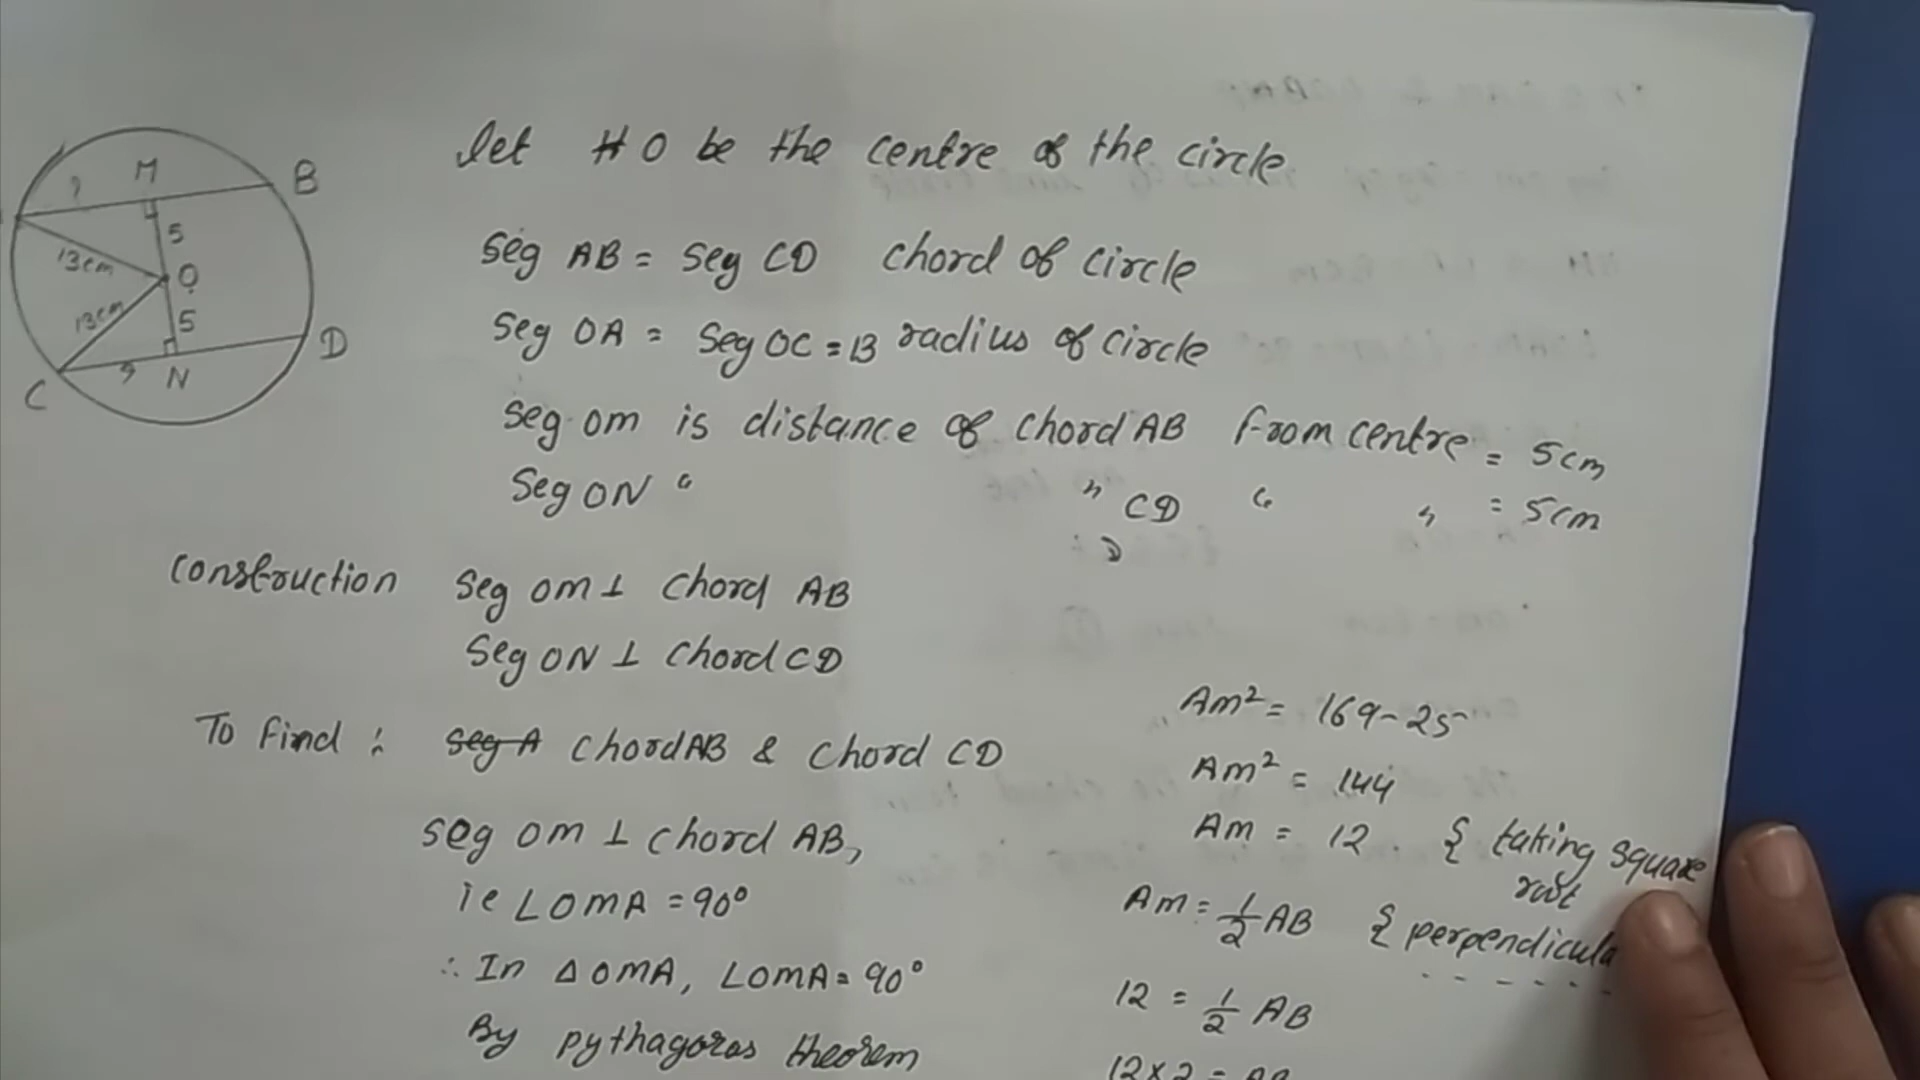 let # O be the centre of the circle
seg AB = seg CD chord of circle
seg OA = seg OC = 13 radius of circle
seg om is distance of chord AB from centre = 5cm
seg ON " " CD " " = 5cm
construction seg om ⊥ chord AB
seg ON ⊥ chord CD
To find : seg A chord AB & chord CD
seg om ⊥ chord AB,
ie ∠OMA = 90°
∴ In △OMA, ∠OMA = 90°
By pythagoras theorem
Am² = 169 - 25
Am² = 144
Am = 12 . { taking square
root
Am = 1/2 AB { perpendicula
- - - - - -
12 = 1/2 AB
12 x 2 = AB
M
B
?
5
13cm
O
13cm
5
D
?
N
C